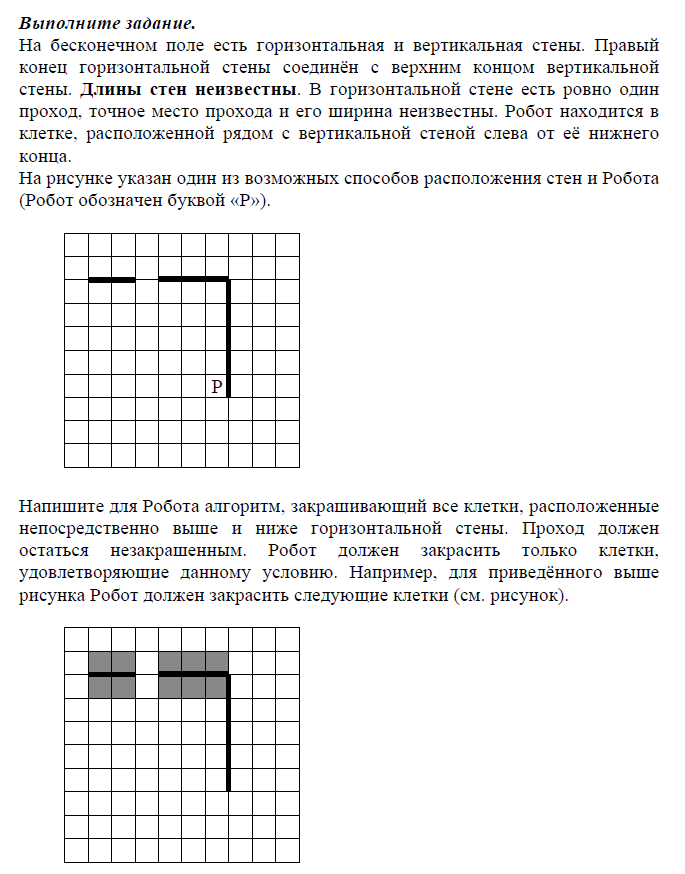 Выполните задание.
На бесконечном поле есть горизонтальная и вертикальная стены. Правый
конец горизонтальной стены соединён с верхним концом вертикальной
стены. Длины стен неизвестны. В горизонтальной стене есть ровно один
проход, точное место прохода и его ширина неизвестны. Робот находится в
клетке, расположенной рядом с вертикальной стеной слева от её нижнего
конца.
На рисунке указан один из возможных способов расположения стен и Робота
(Робот обозначен буквой «Р»).
Р
Напишите для Робота алгоритм, закрашивающий все клетки, расположенные
непосредственно выше и ниже горизонтальной стены. Проход должен
остаться незакрашенным. Робот должен закрасить только клетки,
удовлетворяющие данному условию. Например, для приведённого выше
рисунка Робот должен закрасить следующие клетки (см. рисунок).